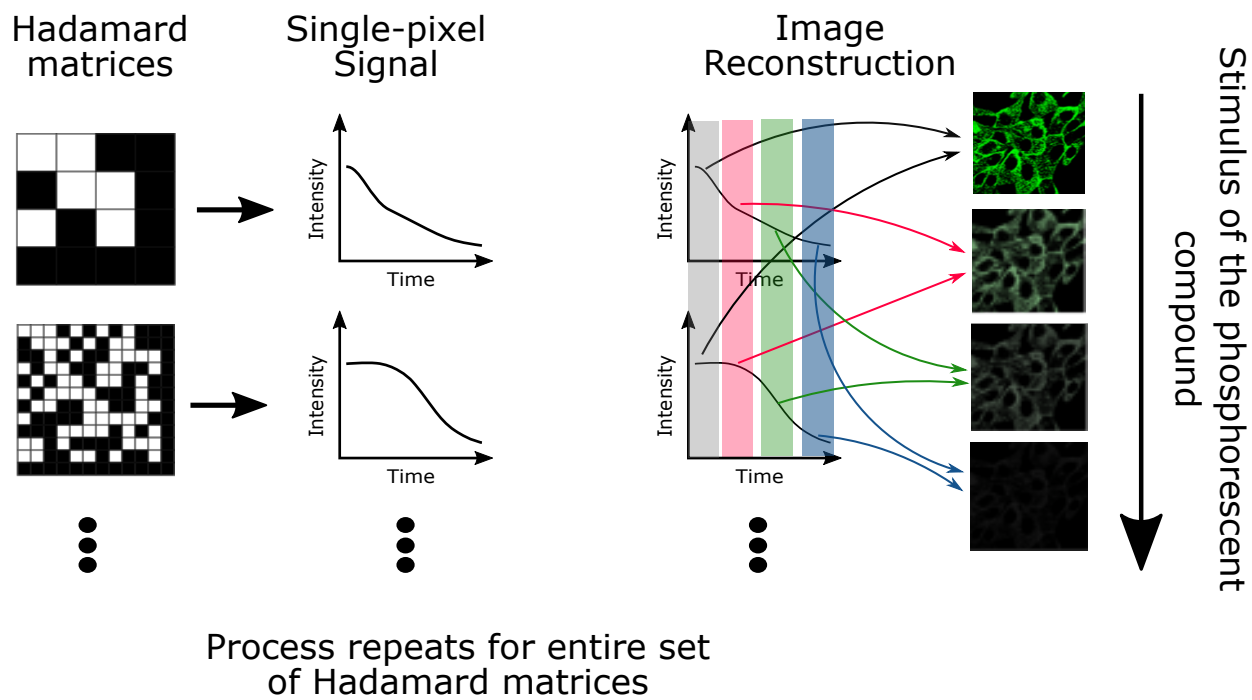 Hadamard
matrices
Single-pixel
Signal
Image
Reconstruction
Intensity
Time
Intensity
Time
Intensity
Time
Intensity
Time
Stimulus of the phosphorescent
compound
Process repeats for entire set
of Hadamard matrices